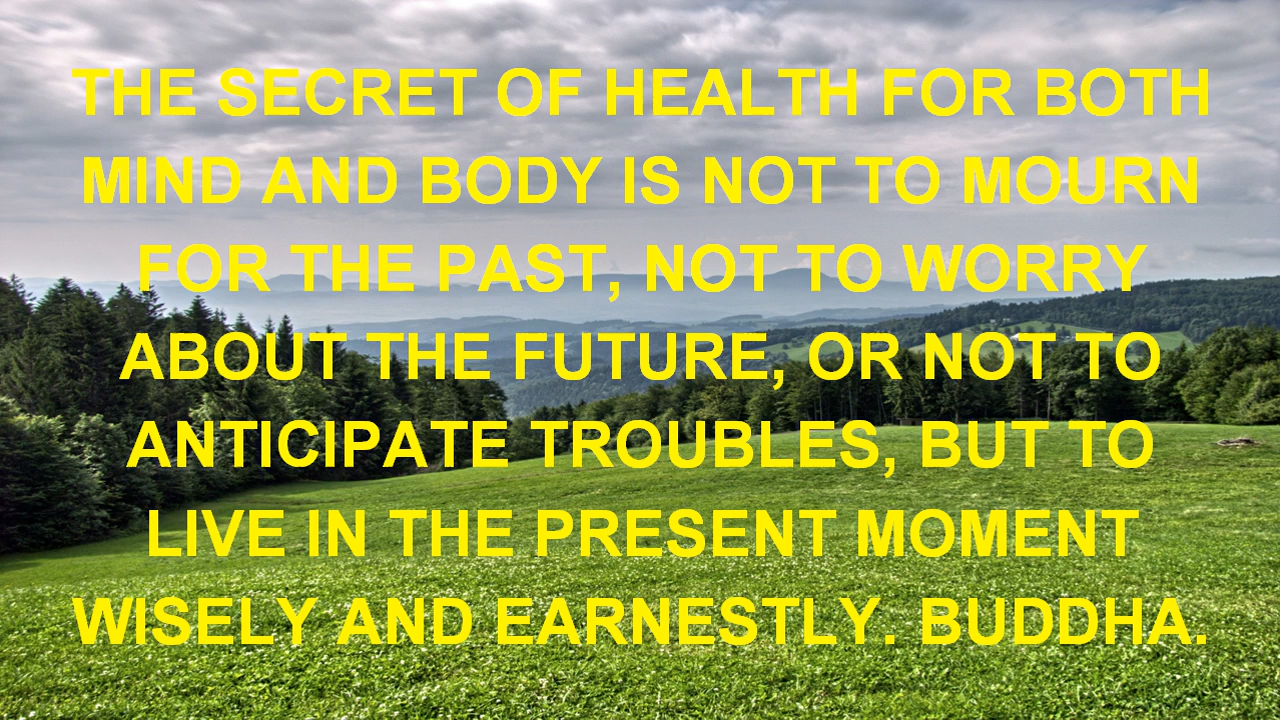 THE SECRET OF HEALTH FOR BOTH
MIND AND BODY IS NOT TO MOURN
FOR THE PAST, NOT TO WORRY
ABOUT THE FUTURE, OR NOT TO
ANTICIPATE TROUBLES, BUT TO
LIVE IN THE PRESENT MOMENT
WISELY AND EARNESTLY. BUDDHA.